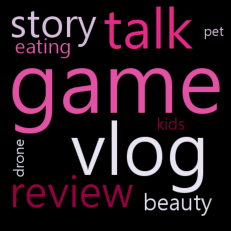 story
talk
pet
eating
game
kids
drone
vlog
review
beauty